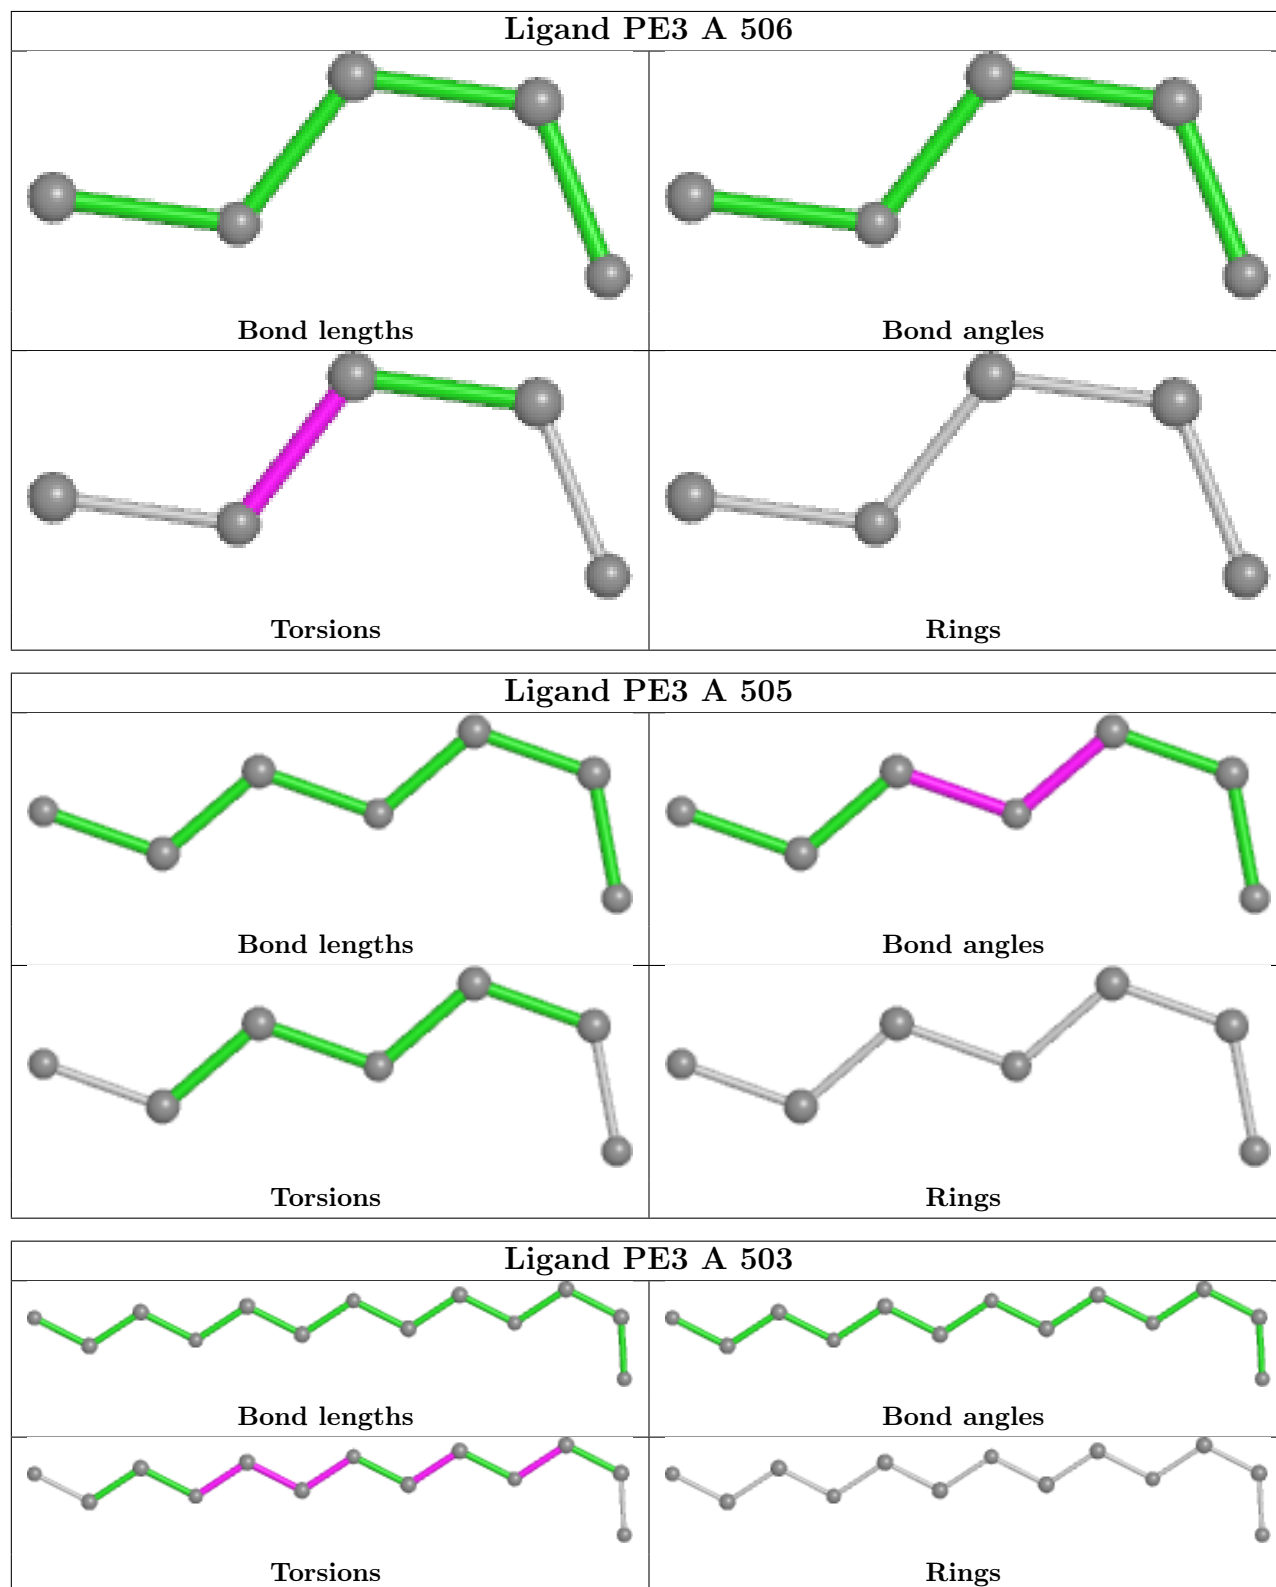 Ligand PE3 A 506
Bond lengths
Bond angles
Torsions
Rings
Ligand PE3 A 505
Bond lengths
Bond angles
Torsions
Rings
Ligand PE3 A 503
Bond lengths
Bond angles
Torsions
Rings